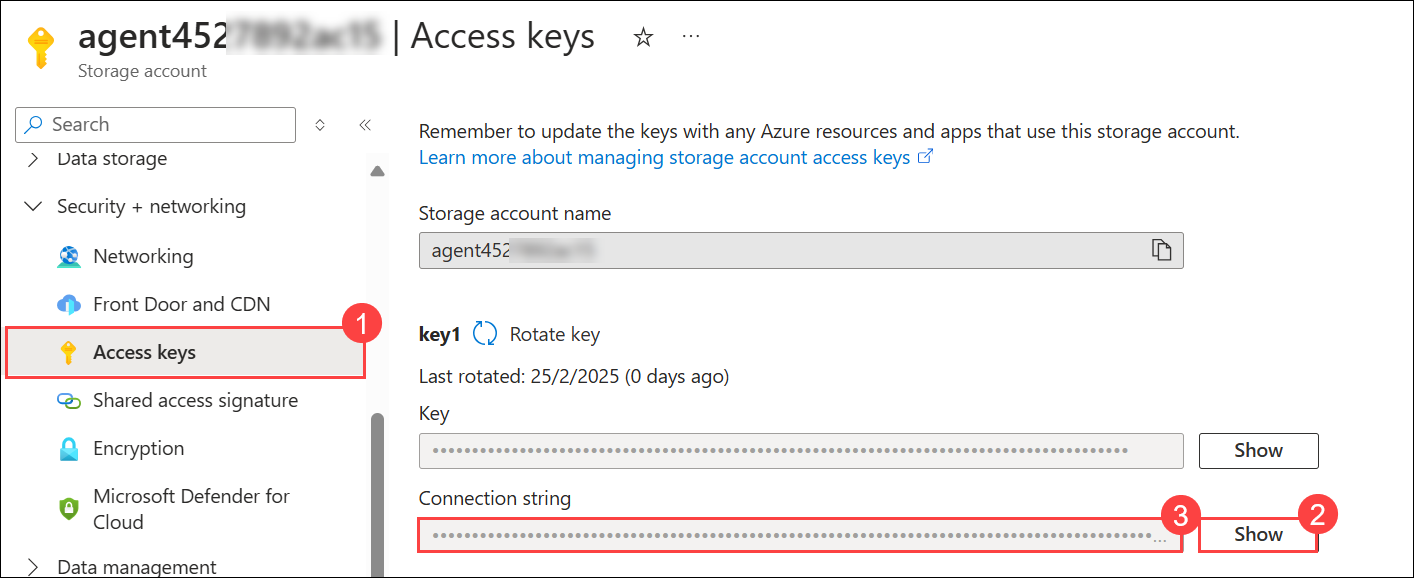 agent452 | Access keys
Storage account
Search
Data storage
Security + networking
Networking
Front Door and CDN
Access keys
1
Shared access signature
Encryption
Microsoft Defender for
Cloud
Data management
Remember to update the keys with any Azure resources and apps that use this storage account.
Learn more about managing storage account access keys
Storage account name
agent452
key1 Rotate key
Last rotated: 25/2/2025 (0 days ago)
Key
Show
Connection string
3
Show
2